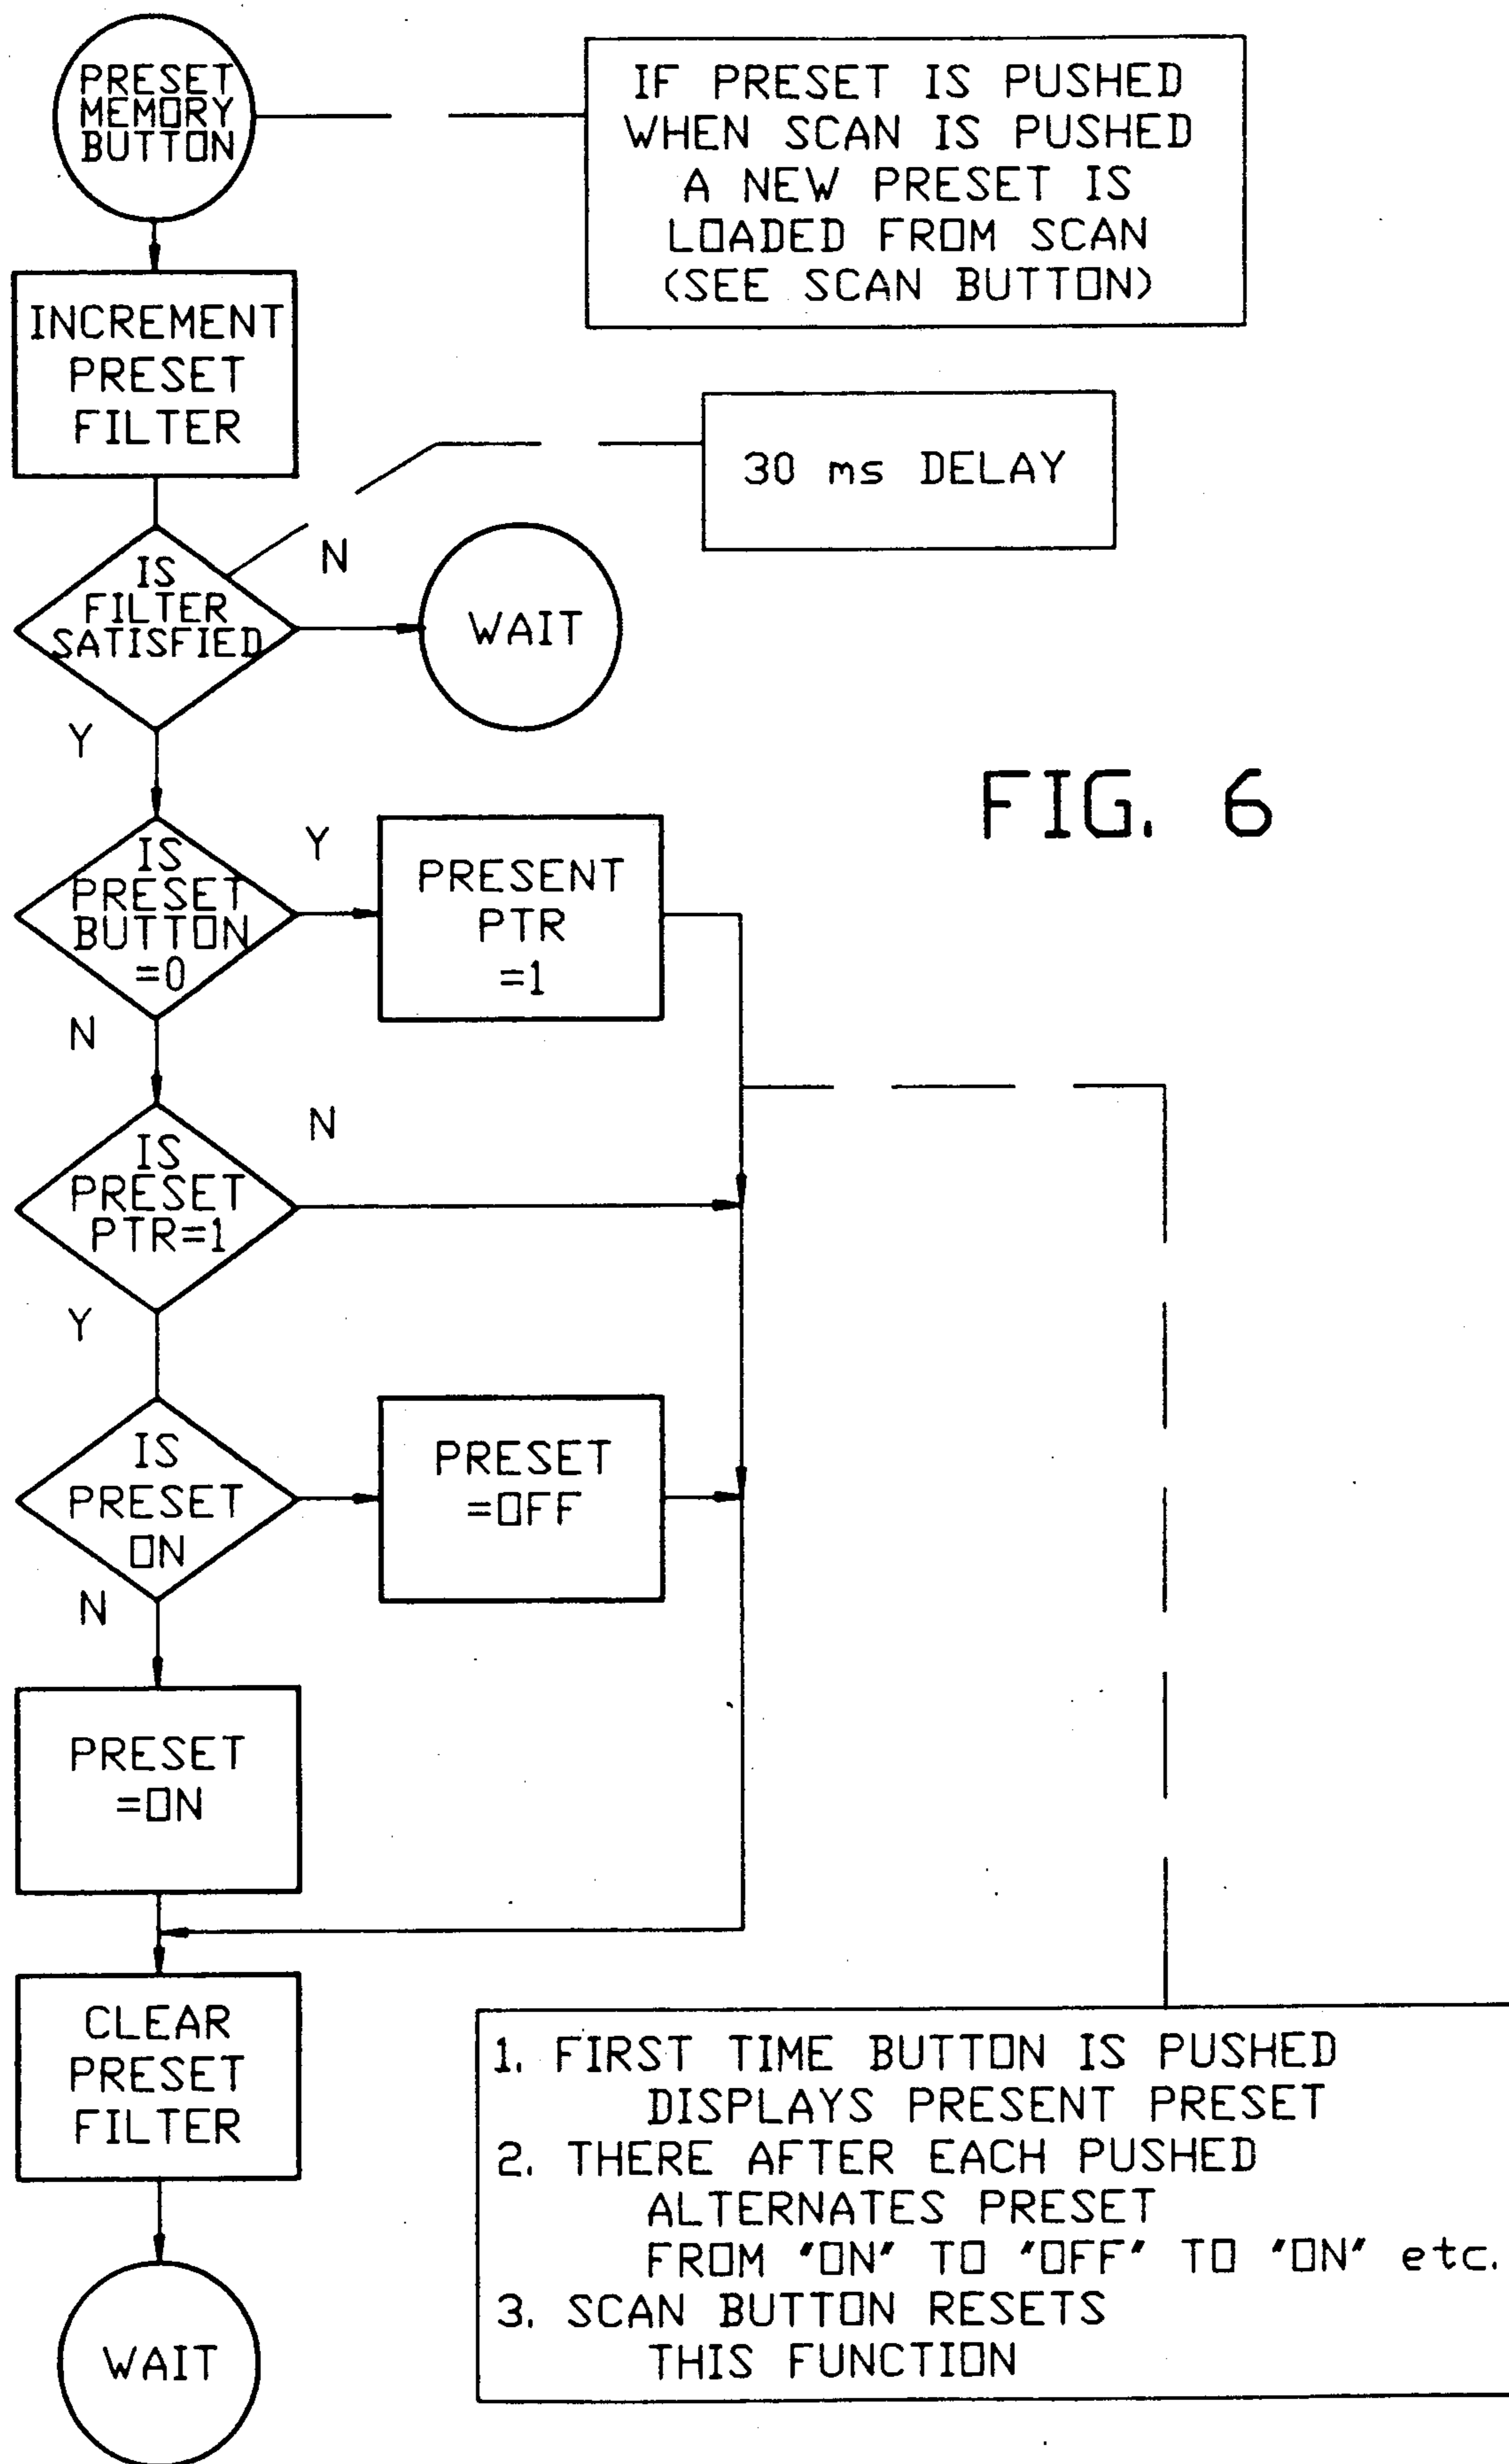 PRESET
MEMORY
BUTTON
IF PRESET IS PUSHED
WHEN SCAN IS PUSHED
A NEW PRESET IS
LOADED FROM SCAN
(SEE SCAN BUTTON)
INCREMENT
PRESET
FILTER
30 ms DELAY
IS
FILTER
SATISFIED
N
WAIT
Y
FIG. 6
IS
PRESET
BUTTON
=0
Y
PRESENT
PTR
=1
N
IS
PRESET
PTR=1
N
Y
IS
PRESET
ON
PRESET
=OFF
N
PRESET
=ON
CLEAR
PRESET
FILTER
WAIT
1. FIRST TIME BUTTON IS PUSHED
DISPLAYS PRESENT PRESET
2. THERE AFTER EACH PUSHED
ALTERNATES PRESET
FROM "ON" TO "OFF" TO "ON" etc.
3. SCAN BUTTON RESETS
THIS FUNCTION